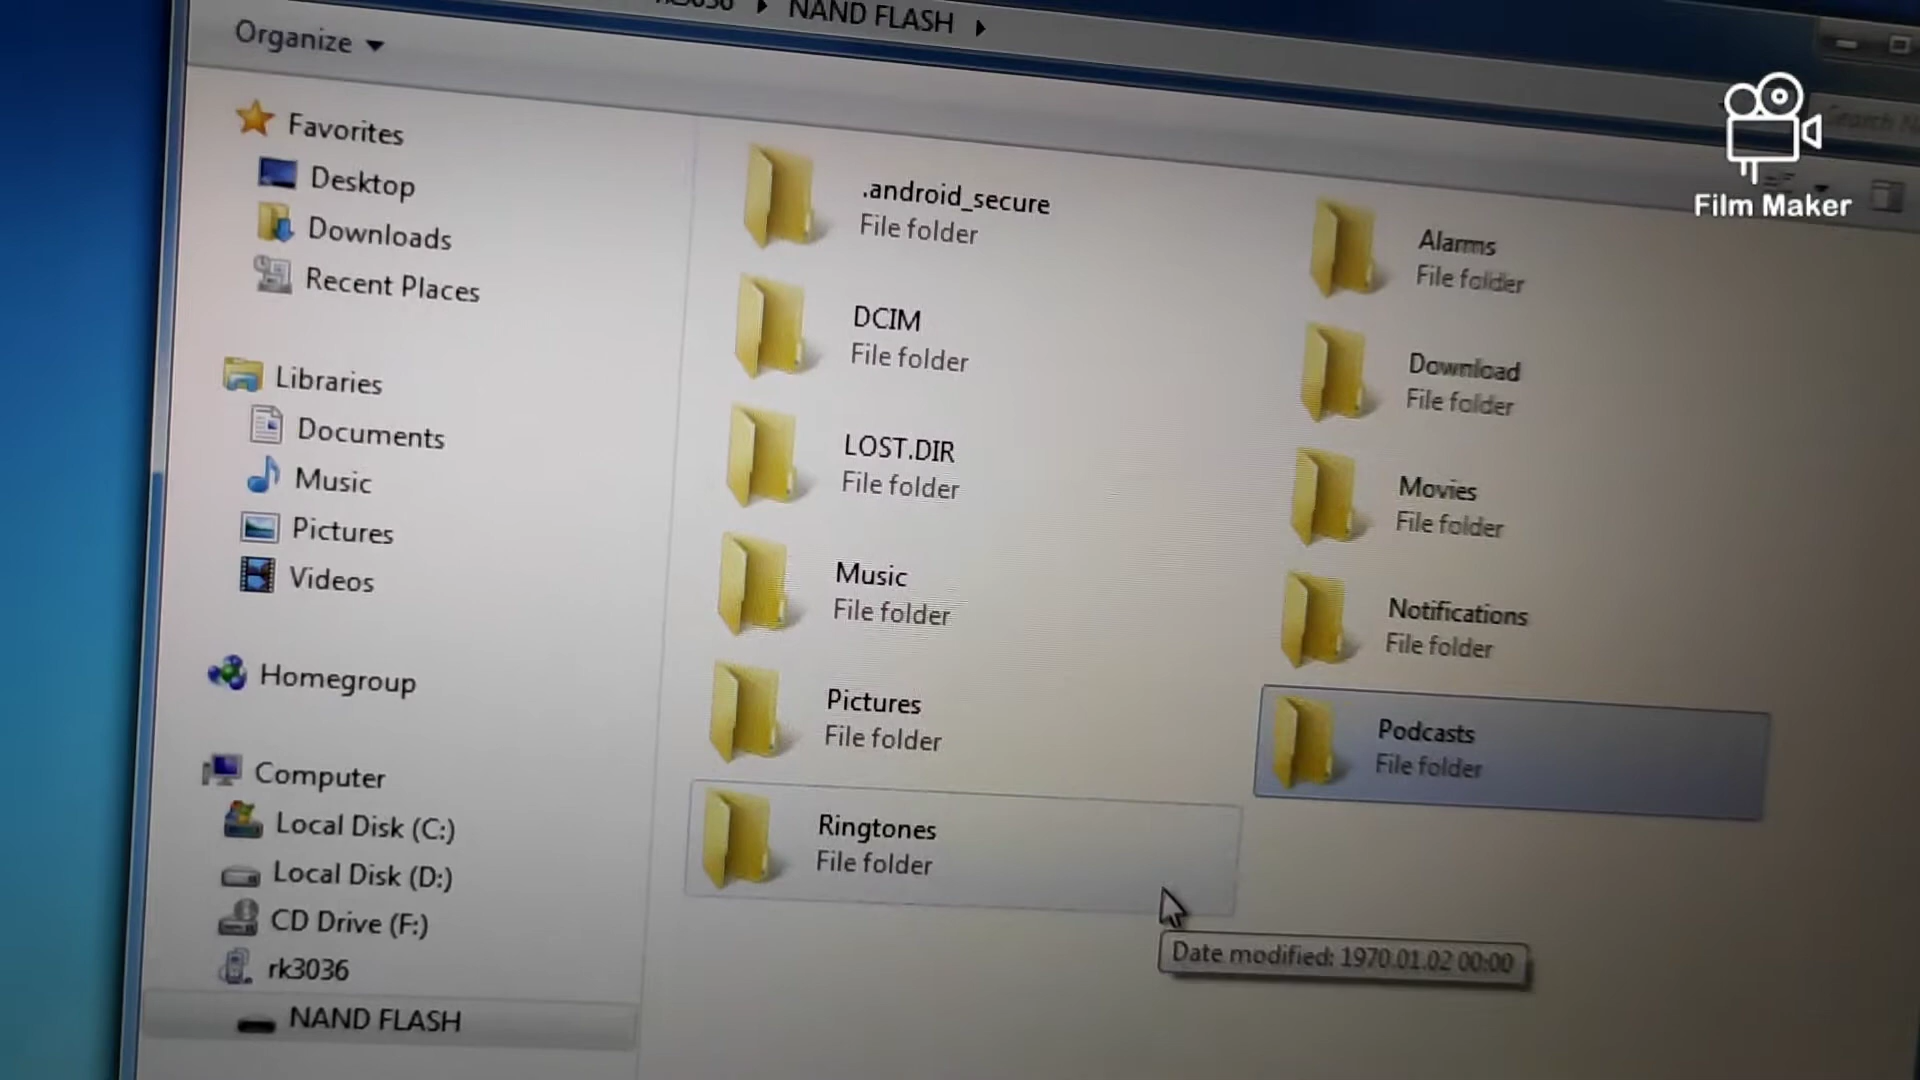 NAND FLASH
Organize
Favorites
Desktop
Downloads
Recent Places
Libraries
Documents
Music
Pictures
Videos
Homegroup
Computer
Local Disk (C:)
Local Disk (D:)
CD Drive (F:)
rk3036
NAND FLASH
.android_secure
File folder
Alarms
File folder
DCIM
File folder
Download
File folder
LOST.DIR
File folder
Movies
File folder
Music
File folder
Notifications
File folder
Pictures
File folder
Podcasts
File folder
Ringtones
File folder
Date modified: 1970.01.02 00:00
Search
Film Maker